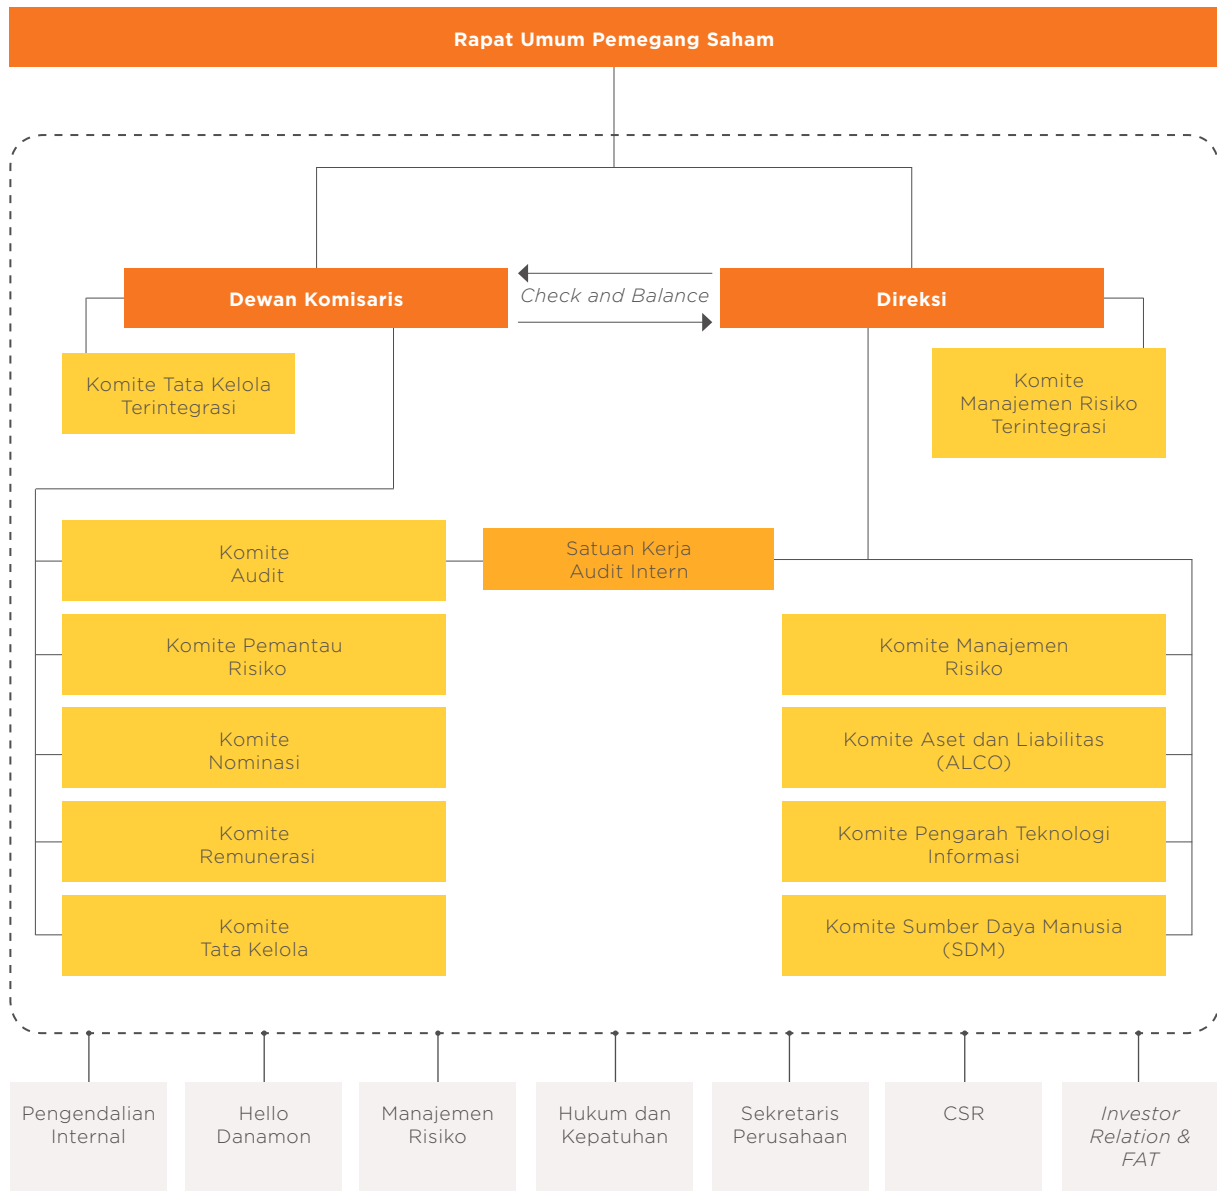 Rapat Umum Pemegang Saham
Dewan Komisaris
Check and Balance
Direksi
Komite Tata Kelola
Terintegrasi
Komite
Manajemen Risiko
Terintegrasi
Komite
Audit
Satuan Kerja
Audit Intern
Komite Pemantau
Risiko
Komite Manajemen
Risiko
Komite
Nominasi
Komite Aset dan Liabilitas
(ALCO)
Komite
Remunerasi
Komite Pengarah Teknologi
Informasi
Komite
Tata Kelola
Komite Sumber Daya Manusia
(SDM)
Pengendalian
Internal
Hello
Danamon
Manajemen
Risiko
Hukum dan
Kepatuhan
Sekretaris
Perusahaan
CSR
Investor
Relation &
FAT